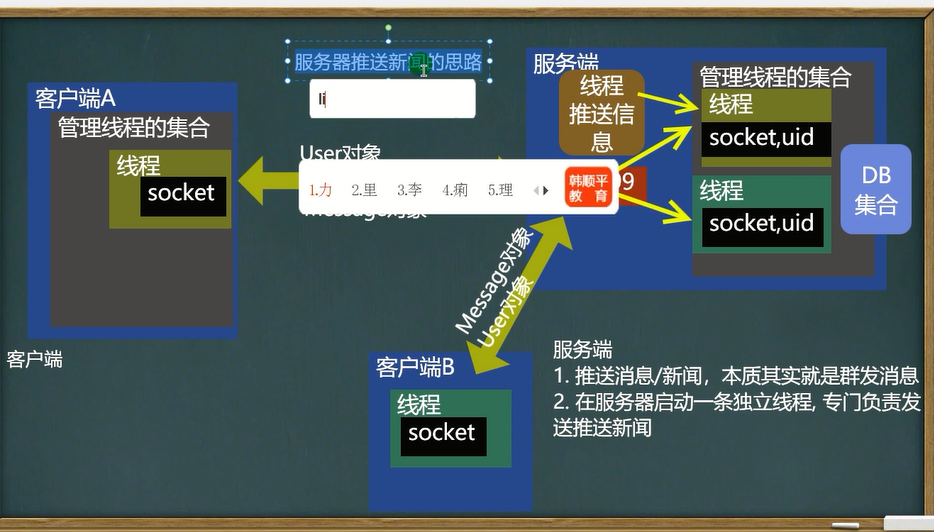 服务器推送新闻的思路
li
服务端
线程
推送信
息
管理线程的集合
线程
socket,uid
线程
socket,uid
DB
集合
客户端A
管理线程的集合
线程
socket
User对象
1.力 2.里 3.李 4.痢 5.理
韩顺平
教 育
99
Message对象
Message对象
User对象
客户端
客户端B
线程
socket
服务端
1. 推送消息/新闻，本质其实就是群发消息
2. 在服务器启动一条独立线程, 专门负责发
送推送新闻